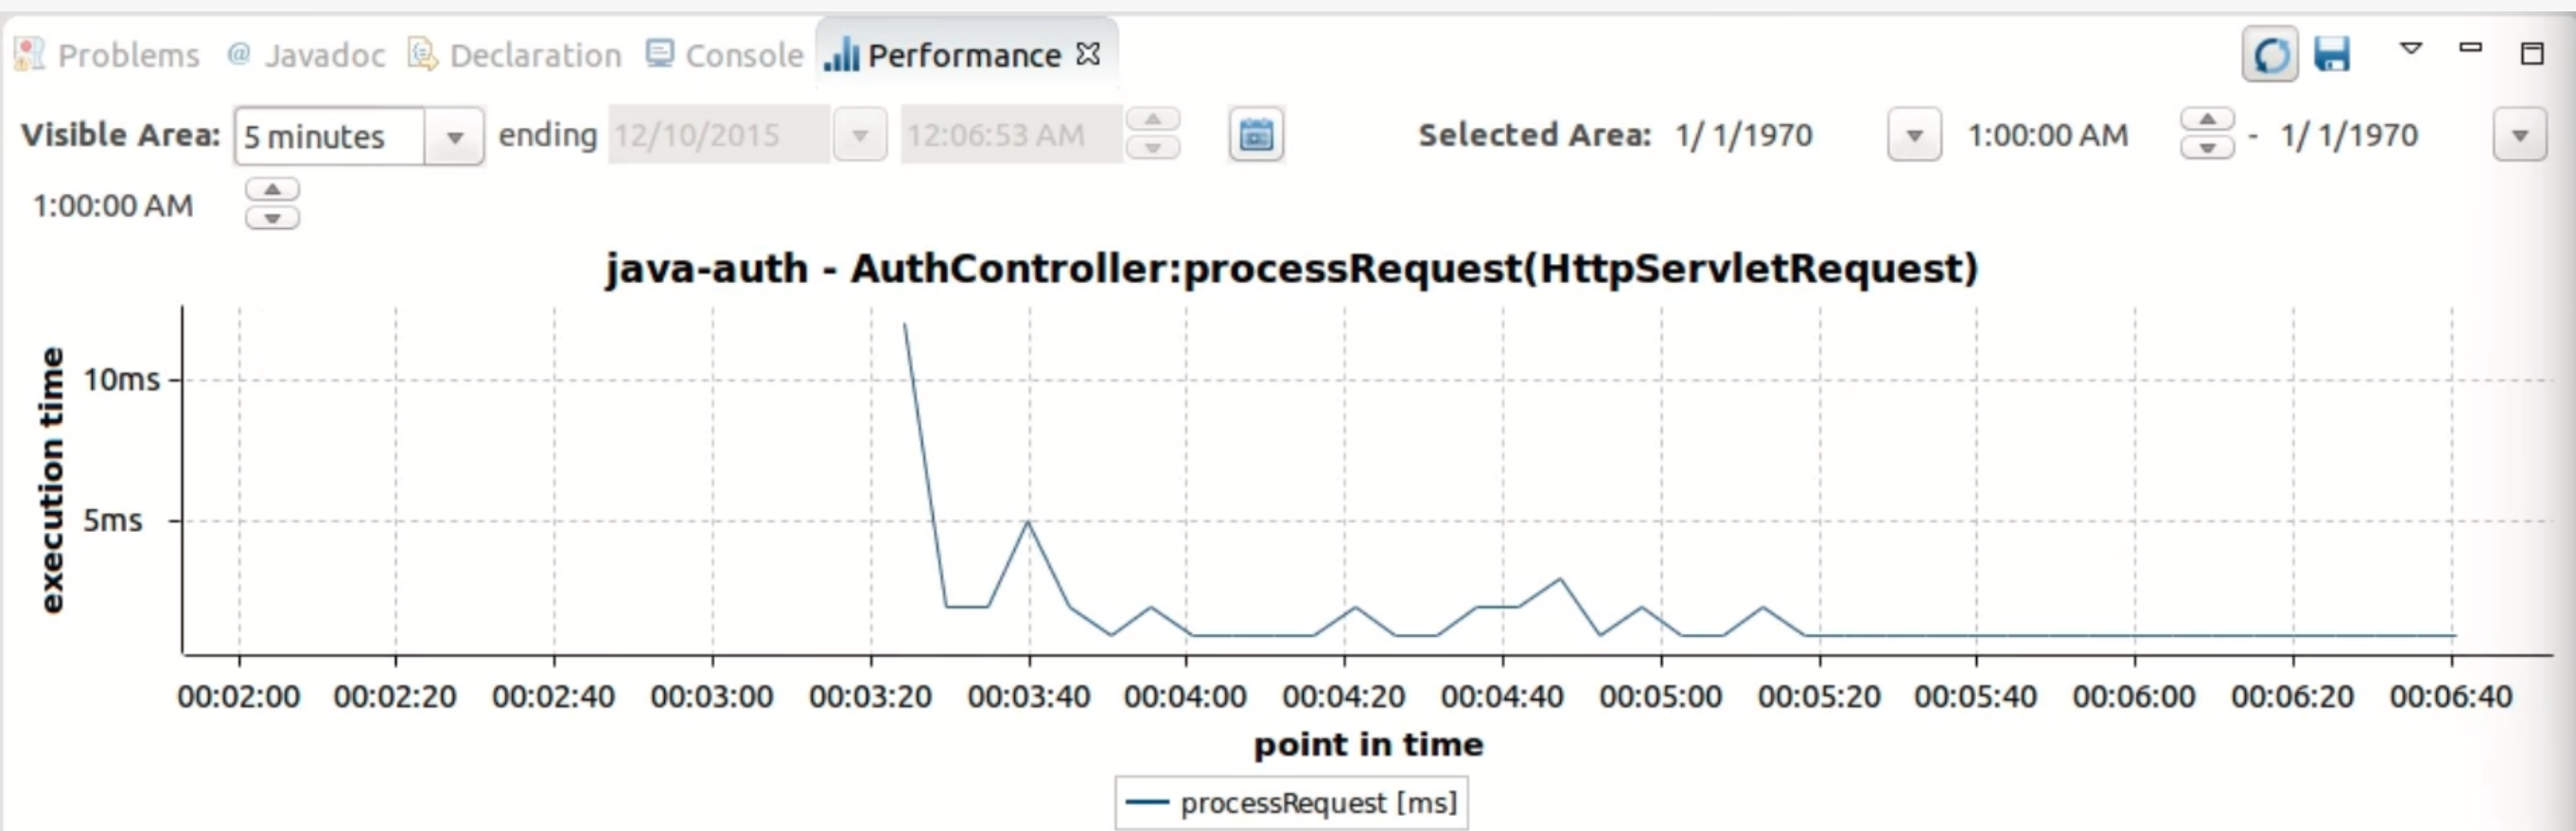 Problems @ Javadoc Declaration Console Performance
Visible Area: 5 minutes ending 12/10/2015 12:06:53 AM Selected Area: 1/ 1/1970 1:00:00 AM - 1/ 1/1970
1:00:00 AM
java-auth - AuthController:processRequest(HttpServletRequest)
execution time
10ms
5ms
00:02:00 00:02:20 00:02:40 00:03:00 00:03:20 00:03:40 00:04:00 00:04:20 00:04:40 00:05:00 00:05:20 00:05:40 00:06:00 00:06:20 00:06:40
point in time
processRequest [ms]